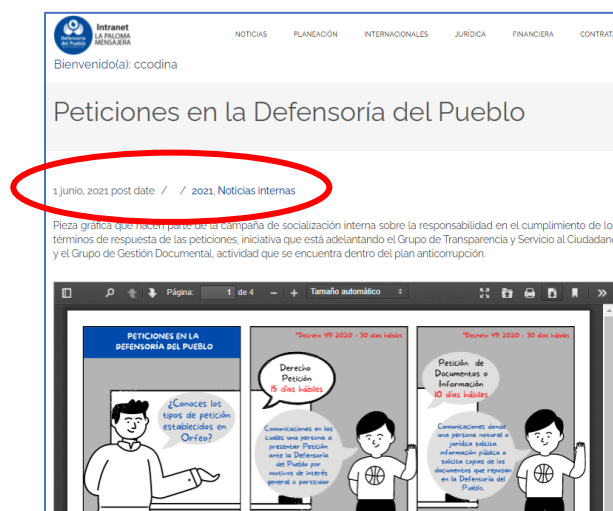 Intranet
LA PALOMA
MENSAJERA
Defensoría
del Pueblo
NOTICIAS PLANEACIÓN INTERNACIONALES JURÍDICA FINANCIERA CONTRATA
Bienvenido(a): ccodina
Peticiones en la Defensoría del Pueblo
1 junio, 2021 post date / / 2021, Noticias internas
Pieza gráfica que hacen parte de la campaña de socialización interna sobre la responsabilidad en el cumplimiento de lo
términos de respuesta de las peticiones, iniciativa que está adelantando el Grupo de Transparencia y Servicio al Ciudadano
y el Grupo de Gestión Documental, actividad que se encuentra dentro del plan anticorrupción.
Página: 1 de 4 Tamaño automático
PETICIONES EN LA
DEFENSORÍA DEL PUEBLO
¿Conoces los
tipos de petición
establecidos en
Orfeo?
*Decreto 491 2020 - 30 días hábiles
Derecho
Petición
15 días hábiles
Comunicaciones en las
cuales una persona a
presentar Petición
ante la Defensoría
del Pueblo por
motivos de interés
general o particular
*Decreto 491 2020 - 30 días hábiles
Petición de
Documentos o
Información
10 días hábiles
Comunicaciones donde
una persona natural o
jurídica solicita
información pública o
solicita copias de los
documentos que reposan
en la Defensoría del
Pueblo.